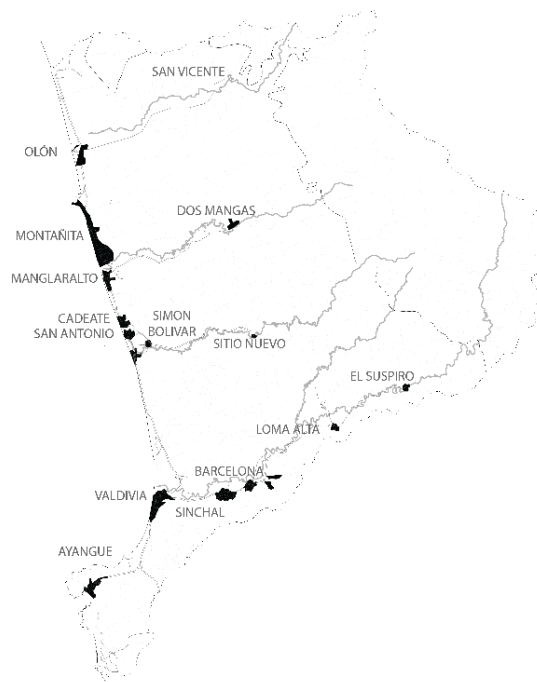 SAN VICENTE
OLÓN
DOS MANGAS
MONTAÑITA
MANGLARALTO
CADEATE
SAN ANTONIO
SIMON
BOLIVAR
SITIO NUEVO
EL SUSPIRO
LOMA ALTA
BARCELONA
VALDIVIA
SINCHAL
AYANGUE